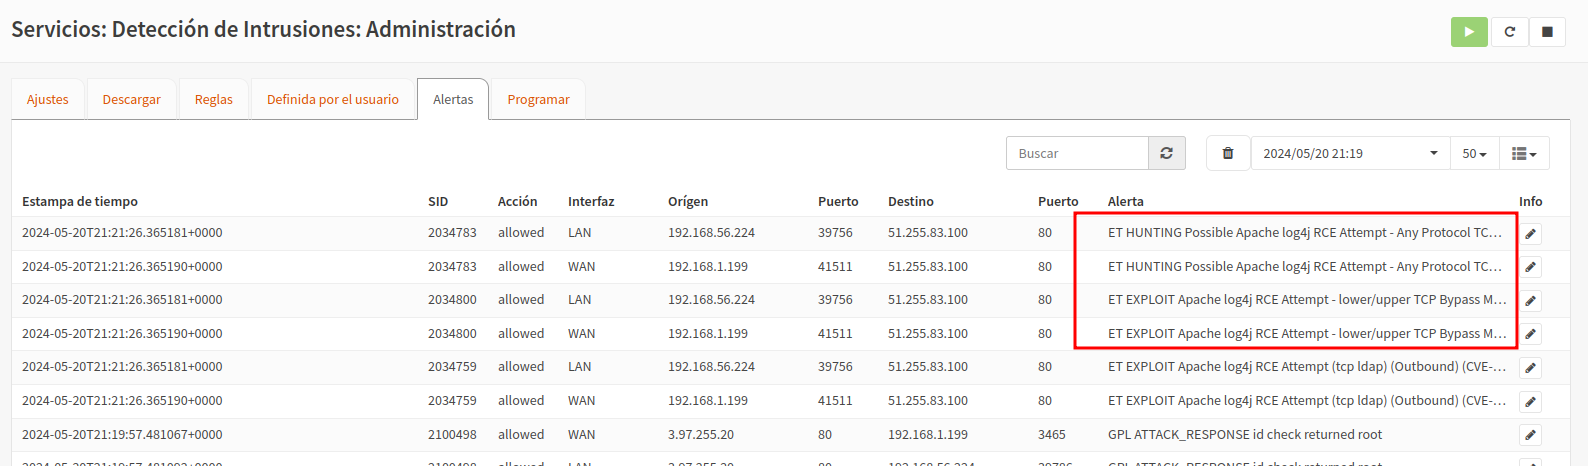 Servicios: Detección de Intrusiones: Administración
Ajustes Descargar Reglas Definida por el usuario Alertas Programar
Buscar 2024/05/20 21:19 50
Estampa de tiempo SID Acción Interfaz Orígen Puerto Destino Puerto Alerta Info
2024-05-20T21:21:26.365181+0000 2034783 allowed LAN 192.168.56.224 39756 51.255.83.100 80 ET HUNTING Possible Apache log4j RCE Attempt - Any Protocol TC…
2024-05-20T21:21:26.365190+0000 2034783 allowed WAN 192.168.1.199 41511 51.255.83.100 80 ET HUNTING Possible Apache log4j RCE Attempt - Any Protocol TC…
2024-05-20T21:21:26.365181+0000 2034800 allowed LAN 192.168.56.224 39756 51.255.83.100 80 ET EXPLOIT Apache log4j RCE Attempt - lower/upper TCP Bypass M…
2024-05-20T21:21:26.365190+0000 2034800 allowed WAN 192.168.1.199 41511 51.255.83.100 80 ET EXPLOIT Apache log4j RCE Attempt - lower/upper TCP Bypass M…
2024-05-20T21:21:26.365181+0000 2034759 allowed LAN 192.168.56.224 39756 51.255.83.100 80 ET EXPLOIT Apache log4j RCE Attempt (tcp ldap) (Outbound) (CVE-…
2024-05-20T21:21:26.365190+0000 2034759 allowed WAN 192.168.1.199 41511 51.255.83.100 80 ET EXPLOIT Apache log4j RCE Attempt (tcp ldap) (Outbound) (CVE-…
2024-05-20T21:19:57.481067+0000 2100498 allowed WAN 3.97.255.20 80 192.168.1.199 3465 GPL ATTACK_RESPONSE id check returned root